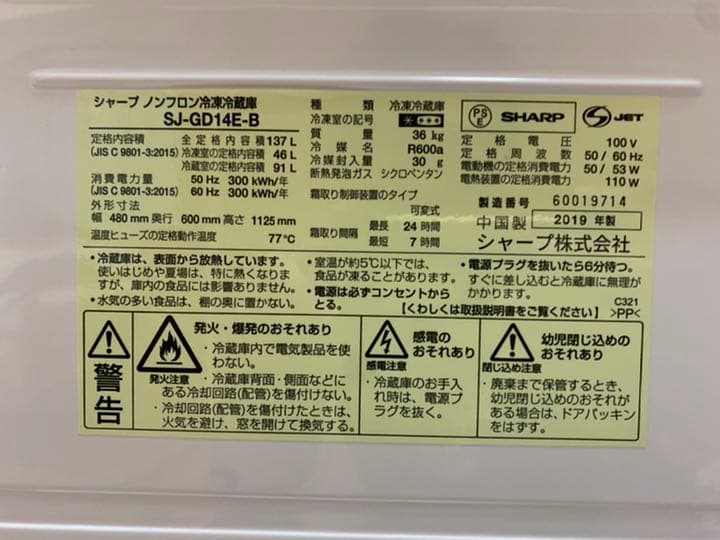 シャープ ノンフロン冷凍冷蔵庫
SJ-GD14E-B
定格内容積 全定格内容積 137 L
(JIS C 9801-3:2015) 冷凍室の定格内容積 46 L
冷蔵室の定格内容積 91 L
消費電力量 50 Hz 300 kWh/年
(JIS C 9801-3:2015) 60 Hz 300 kWh/年
外形寸法
幅 480 mm 奥行 600 mm 高さ 1125 mm
温度ヒューズの定格動作温度 77℃
種類 冷凍冷蔵庫
冷凍室の記号
質量 36 kg
冷媒名 R600a
冷媒封入量 30 g
断熱発泡ガス シクロペンタン
霜取り制御装置のタイプ
可変式
霜取り間隔 最長 24 時間
最短 7 時間
PS
E
SHARP
JET
定格電圧 100 V
定格周波数 50 / 60 Hz
電動機の定格消費電力 50 / 53 W
電熱装置の定格消費電力 110 W
製造番号 60019714
中国製 2019 年製
シャープ株式会社
・冷蔵庫は、表面から放熱しています。
使いはじめや夏場は、特に熱くなりま
すが、庫内の食品には影響ありません。
・水気の多い食品は、棚の奥に置かない。
・室温が約5℃以下では、
食品が凍ることがあります。
・電源は必ずコンセントから
とる。
・電源プラグを抜いたら6分待つ。
すぐに差し込むと冷蔵庫に無理が
かかります。
C321
【くわしくは取扱説明書をご覧ください】 >PP<
警告
発火・爆発のおそれあり
発火注意
・冷蔵庫内で電気製品を使
わない。
・冷蔵庫背面・側面などに
ある冷却回路(配管)を傷付けない。
・冷却回路(配管)を傷付けたときは、
火気を避け、窓を開けて換気する。
感電の
おそれあり
感電注意
・冷蔵庫のお手入
れ時は、電源プ
ラグを抜く。
幼児閉じ込めの
おそれあり
閉じ込め注意
・廃棄まで保管するとき、
幼児閉じ込めのおそれが
ある場合は、ドアパッキン
をはずす。